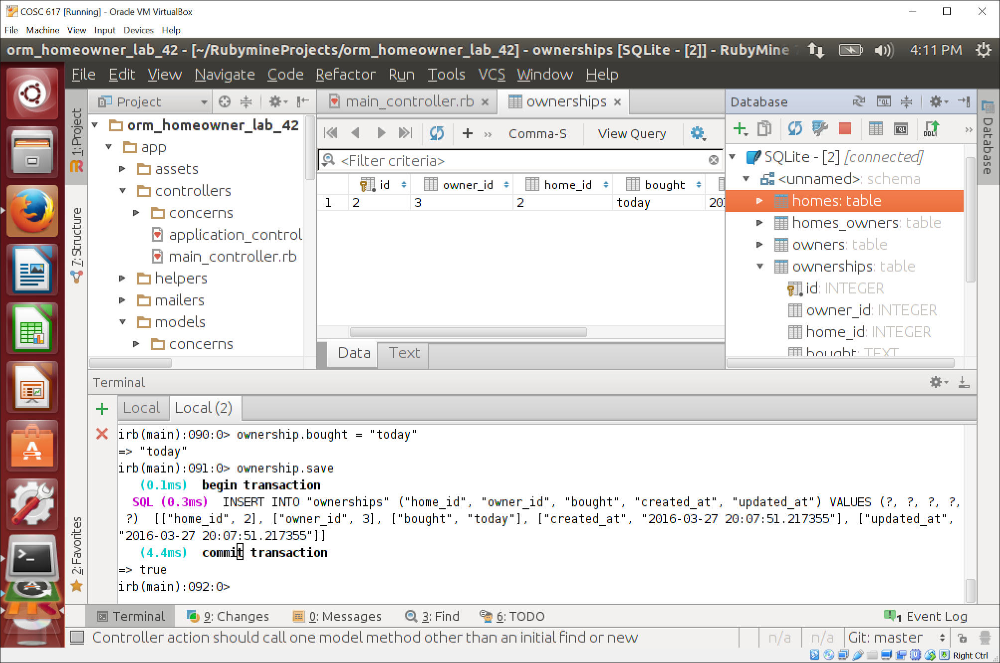 COSC 617 [Running] - Oracle VM VirtualBox
File Machine View Input Devices Help
orm_homeowner_lab_42 - [~/RubymineProjects/orm_homeowner_lab_42] - ownerships [SQLite - [2]] - RubyMine
4:11 PM
File Edit View Navigate Code Refactor Run Tools VCS Window Help
1: Project
7: Structure
2: Favorites
Project
orm_homeowner_lab_42
app
assets
controllers
concerns
application_control
main_controller.rb
helpers
mailers
models
concerns
main_controller.rb
ownerships
Comma-S View Query
<Filter criteria>
id owner_id home_id bought
1 2 3 2 today 20
Data Text
Database
SQLite - [2] [connected]
<unnamed>: schema
homes: table
homes_owners: table
owners: table
ownerships: table
id: INTEGER
owner_id: INTEGER
home_id: INTEGER
bought: TEXT
Database
Terminal
Local Local (2)
irb(main):090:0> ownership.bought = "today"
=> "today"
irb(main):091:0> ownership.save
(0.1ms) begin transaction
SQL (0.3ms) INSERT INTO "ownerships" ("home_id", "owner_id", "bought", "created_at", "updated_at") VALUES (?, ?, ?, ?,
?) [["home_id", 2], ["owner_id", 3], ["bought", "today"], ["created_at", "2016-03-27 20:07:51.217355"], ["updated_at",
"2016-03-27 20:07:51.217355"]]
(4.4ms) commit transaction
=> true
irb(main):092:0>
Terminal 9: Changes 0: Messages 3: Find 6: TODO 1 Event Log
Controller action should call one model method other than an initial find or new
n/a n/a Git: master
Right Ctrl